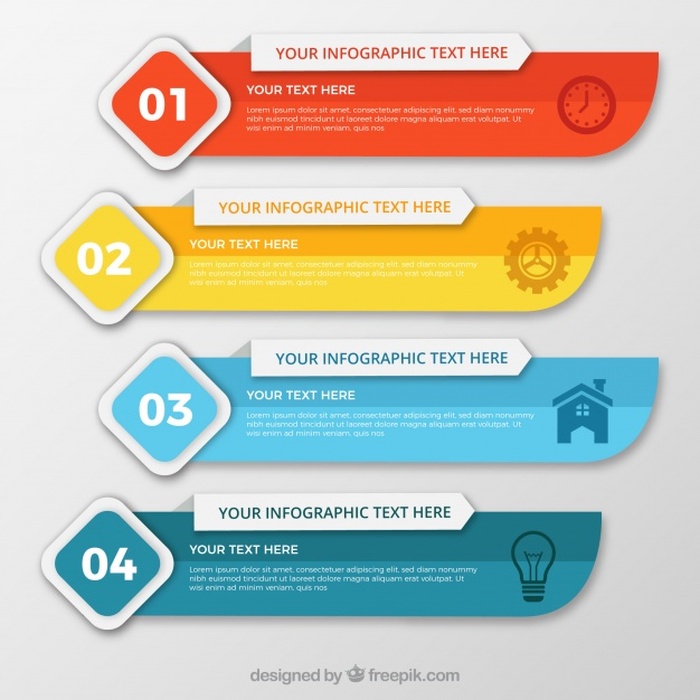 YOUR INFOGRAPHIC TEXT HERE
01
YOUR TEXT HERE
Lorem ipsum dolor sit amet, consectetuer adipiscing elit, sed diam nonummy
nibh tincidunt ut laoreet dolore magna aliquam erat volutpat. Ut
wisi enim ad minim veniam, quis nos
YOUR INFOGRAPHIC TEXT HERE
02
YOUR TEXT HERE
Lorem ipsum dolor sit amet, consectetuer adipiscing elit, sed diam nonummy
nibh tincidunt ut laoreet dolore magna aliquam erat volutpat. Ut
wisi enim ad minim veniam, quis nos
YOUR INFOGRAPHIC TEXT HERE
03
YOUR TEXT HERE
Lorem ipsum dolor sit amet, consectetuer adipiscing elit, sed diam nonummy
nibh tincidunt ut laoreet dolore magna aliquam erat volutpat. Ut
wisi enim ad minim veniam, quis nos
YOUR INFOGRAPHIC TEXT HERE
04
YOUR TEXT HERE
Lorem ipsum dolor sit amet, consectetuer adipiscing elit, sed diam nonummy
nibh tincidunt ut laoreet dolore magna aliquam erat volutpat. Ut
wisi enim ad minim veniam, quis nos
designed by freepik.com